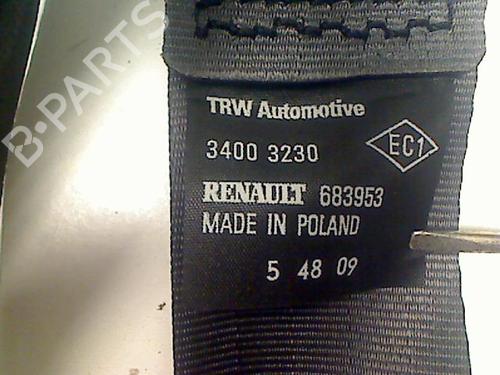 B-PARTS
TRW Automotive
3400 3230
EC1
RENAULT 683953
MADE IN POLAND
5 48 09